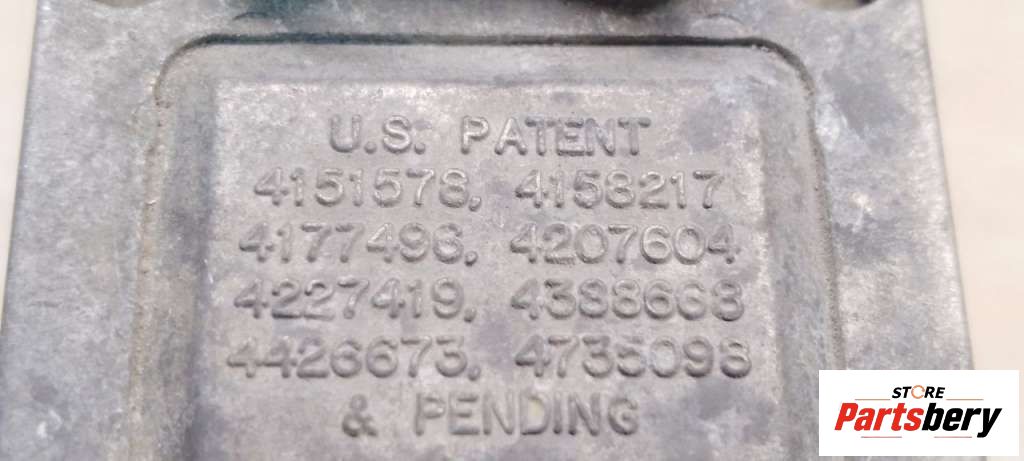 U.S. PATENT
4151578, 4158217
4177496, 4207604
4227419, 4388668
4426673, 4735098
& PENDING
STORE
Partsbery